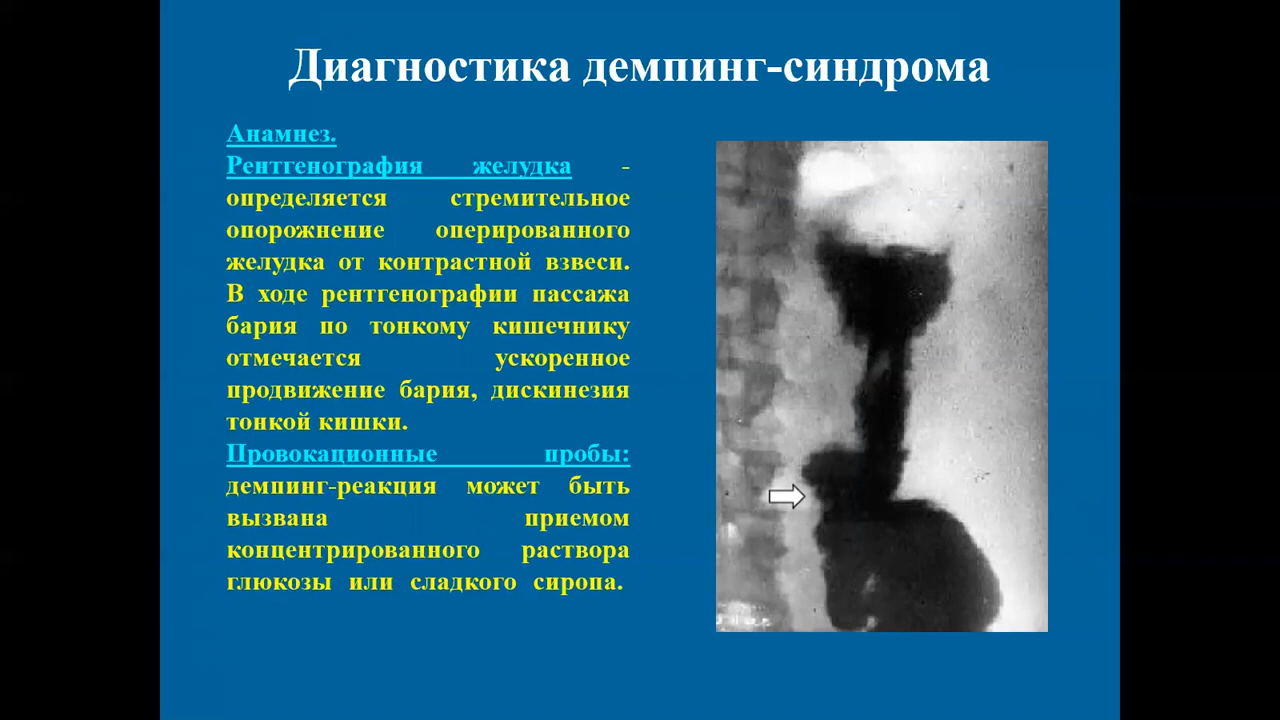 Диагностика демпинг-синдрома
Анамнез.
Рентгенография желудка -
определяется стремительное
опорожнение оперированного
желудка от контрастной взвеси.
В ходе рентгенографии пассажа
бария по тонкому кишечнику
отмечается ускоренное
продвижение бария, дискинезия
тонкой кишки.
Провокационные пробы:
демпинг-реакция может быть
вызвана приемом
концентрированного раствора
глюкозы или сладкого сиропа.